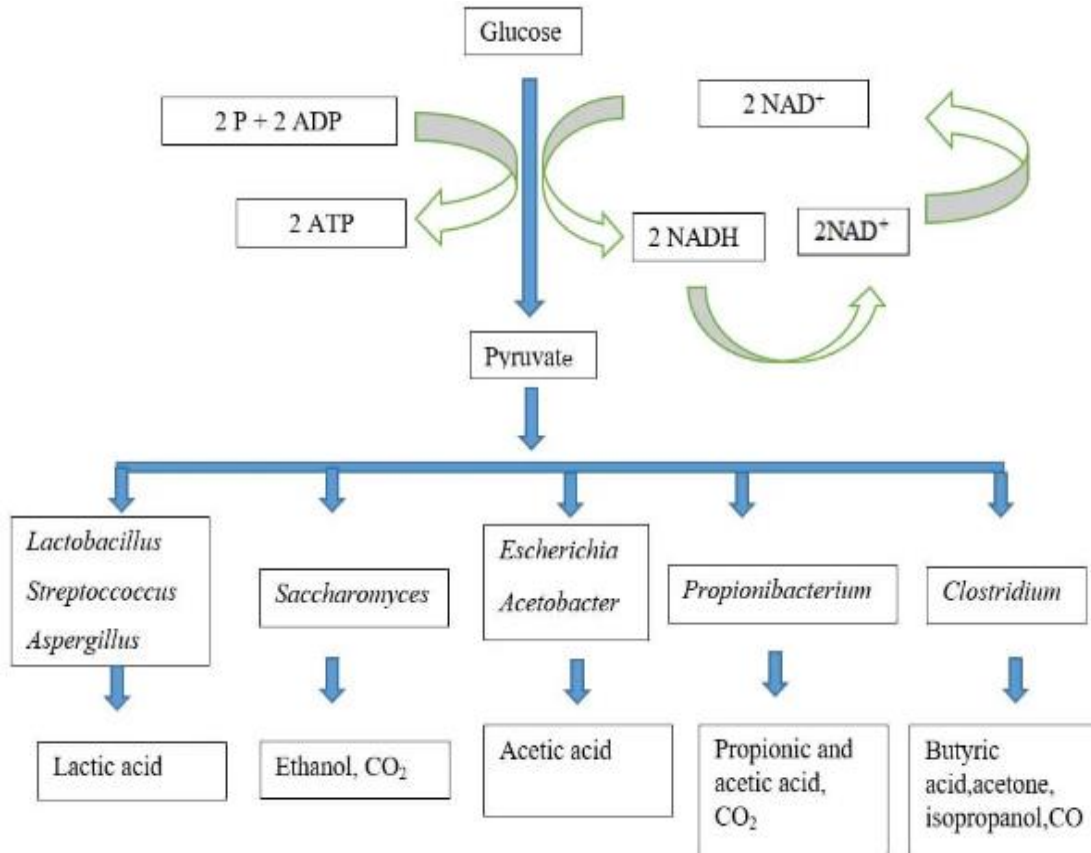 Glucose
2 P + 2 ADP
2 NAD⁺
2 ATP
2 NADH
2NAD⁺
Pyruvate
Lactobacillus
Streptoccoccus
Aspergillus
Saccharomyces
Escherichia
Acetobacter
Propionibacterium
Clostridium
Lactic acid
Ethanol, CO₂
Acetic acid
Propionic and
acetic acid,
CO₂
Butyric
acid,acetone,
isopropanol,CO